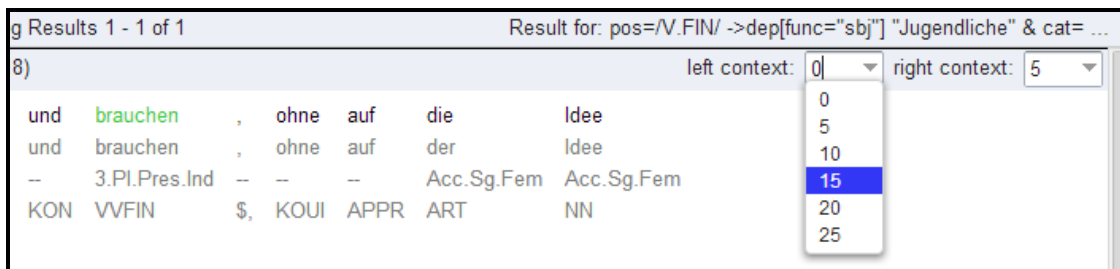 g Results 1 - 1 of 1 Result for: pos=/V.FIN/ ->dep[func="sbj"] "Jugendliche" & cat= ...
8) left context: 0 right context: 5
und brauchen , ohne auf die Idee
und brauchen , ohne auf der Idee
-- 3.Pl.Pres.Ind -- -- -- Acc.Sg.Fem Acc.Sg.Fem
KON VVFIN $, KOUI APPR ART NN
0
5
10
15
20
25